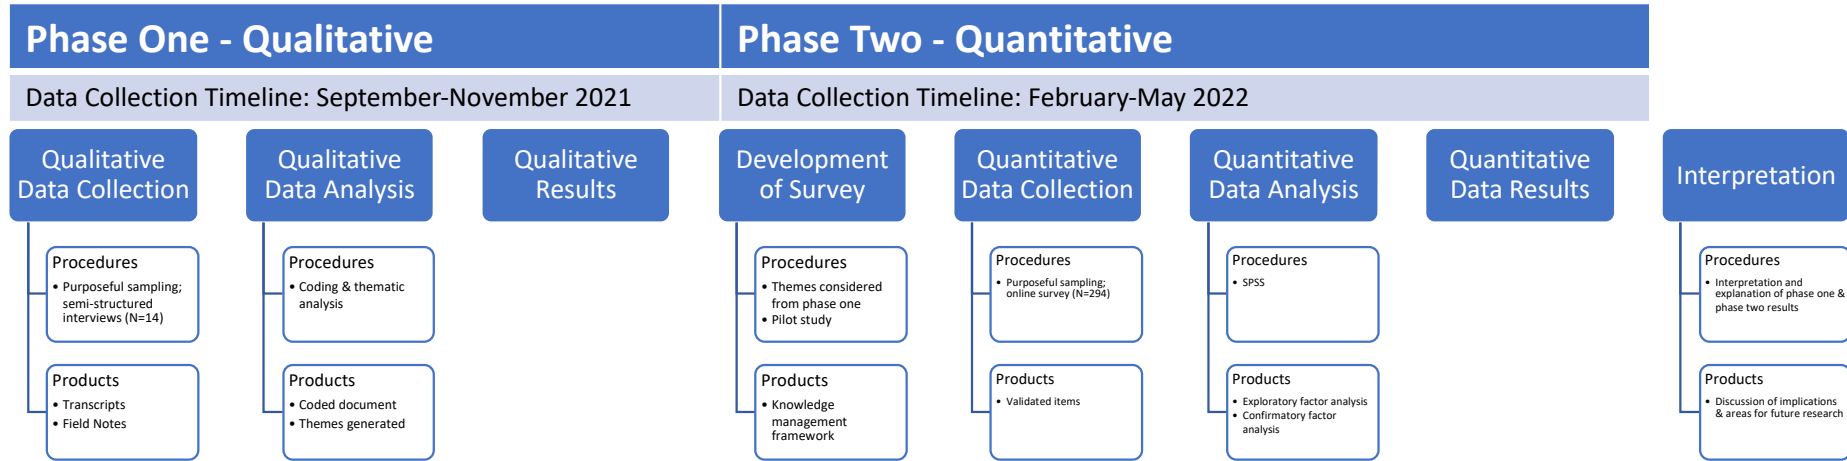 Phase One - Qualitative
Phase Two - Quantitative
Data Collection Timeline: September-November 2021
Data Collection Timeline: February-May 2022
Qualitative
Data Collection
Procedures
• Purposeful sampling;
semi-structured
interviews (N=14)
Products
• Transcripts
• Field Notes
Qualitative
Data Analysis
Procedures
• Coding & thematic
analysis
Products
• Coded document
• Themes generated
Qualitative
Results
Development
of Survey
Procedures
• Themes considered
from phase one
• Pilot study
Products
• Knowledge
management
framework
Quantitative
Data Collection
Procedures
• Purposeful sampling;
online survey (N=294)
Products
• Validated items
Quantitative
Data Analysis
Procedures
• SPSS
Products
• Exploratory factor analysis
• Confirmatory factor
analysis
Quantitative
Data Results
Interpretation
Procedures
• Interpretation and
explanation of phase one &
phase two results
Products
• Discussion of implications
& areas for future research